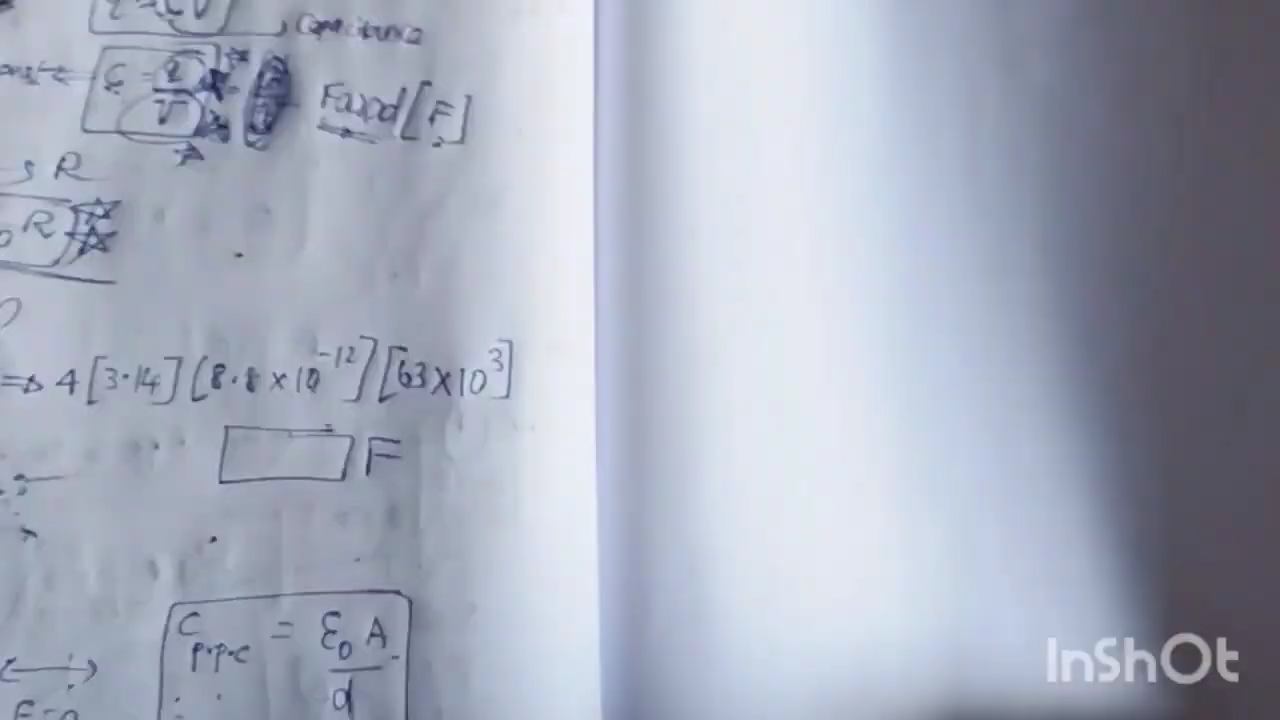 Capacitance
C = q/V Farad [F]
R
R
⇒ 4 [3.14] (8.8 × 10⁻¹²] [63 × 10³]
F
C p.p.c = ε₀ A / d
InShOt